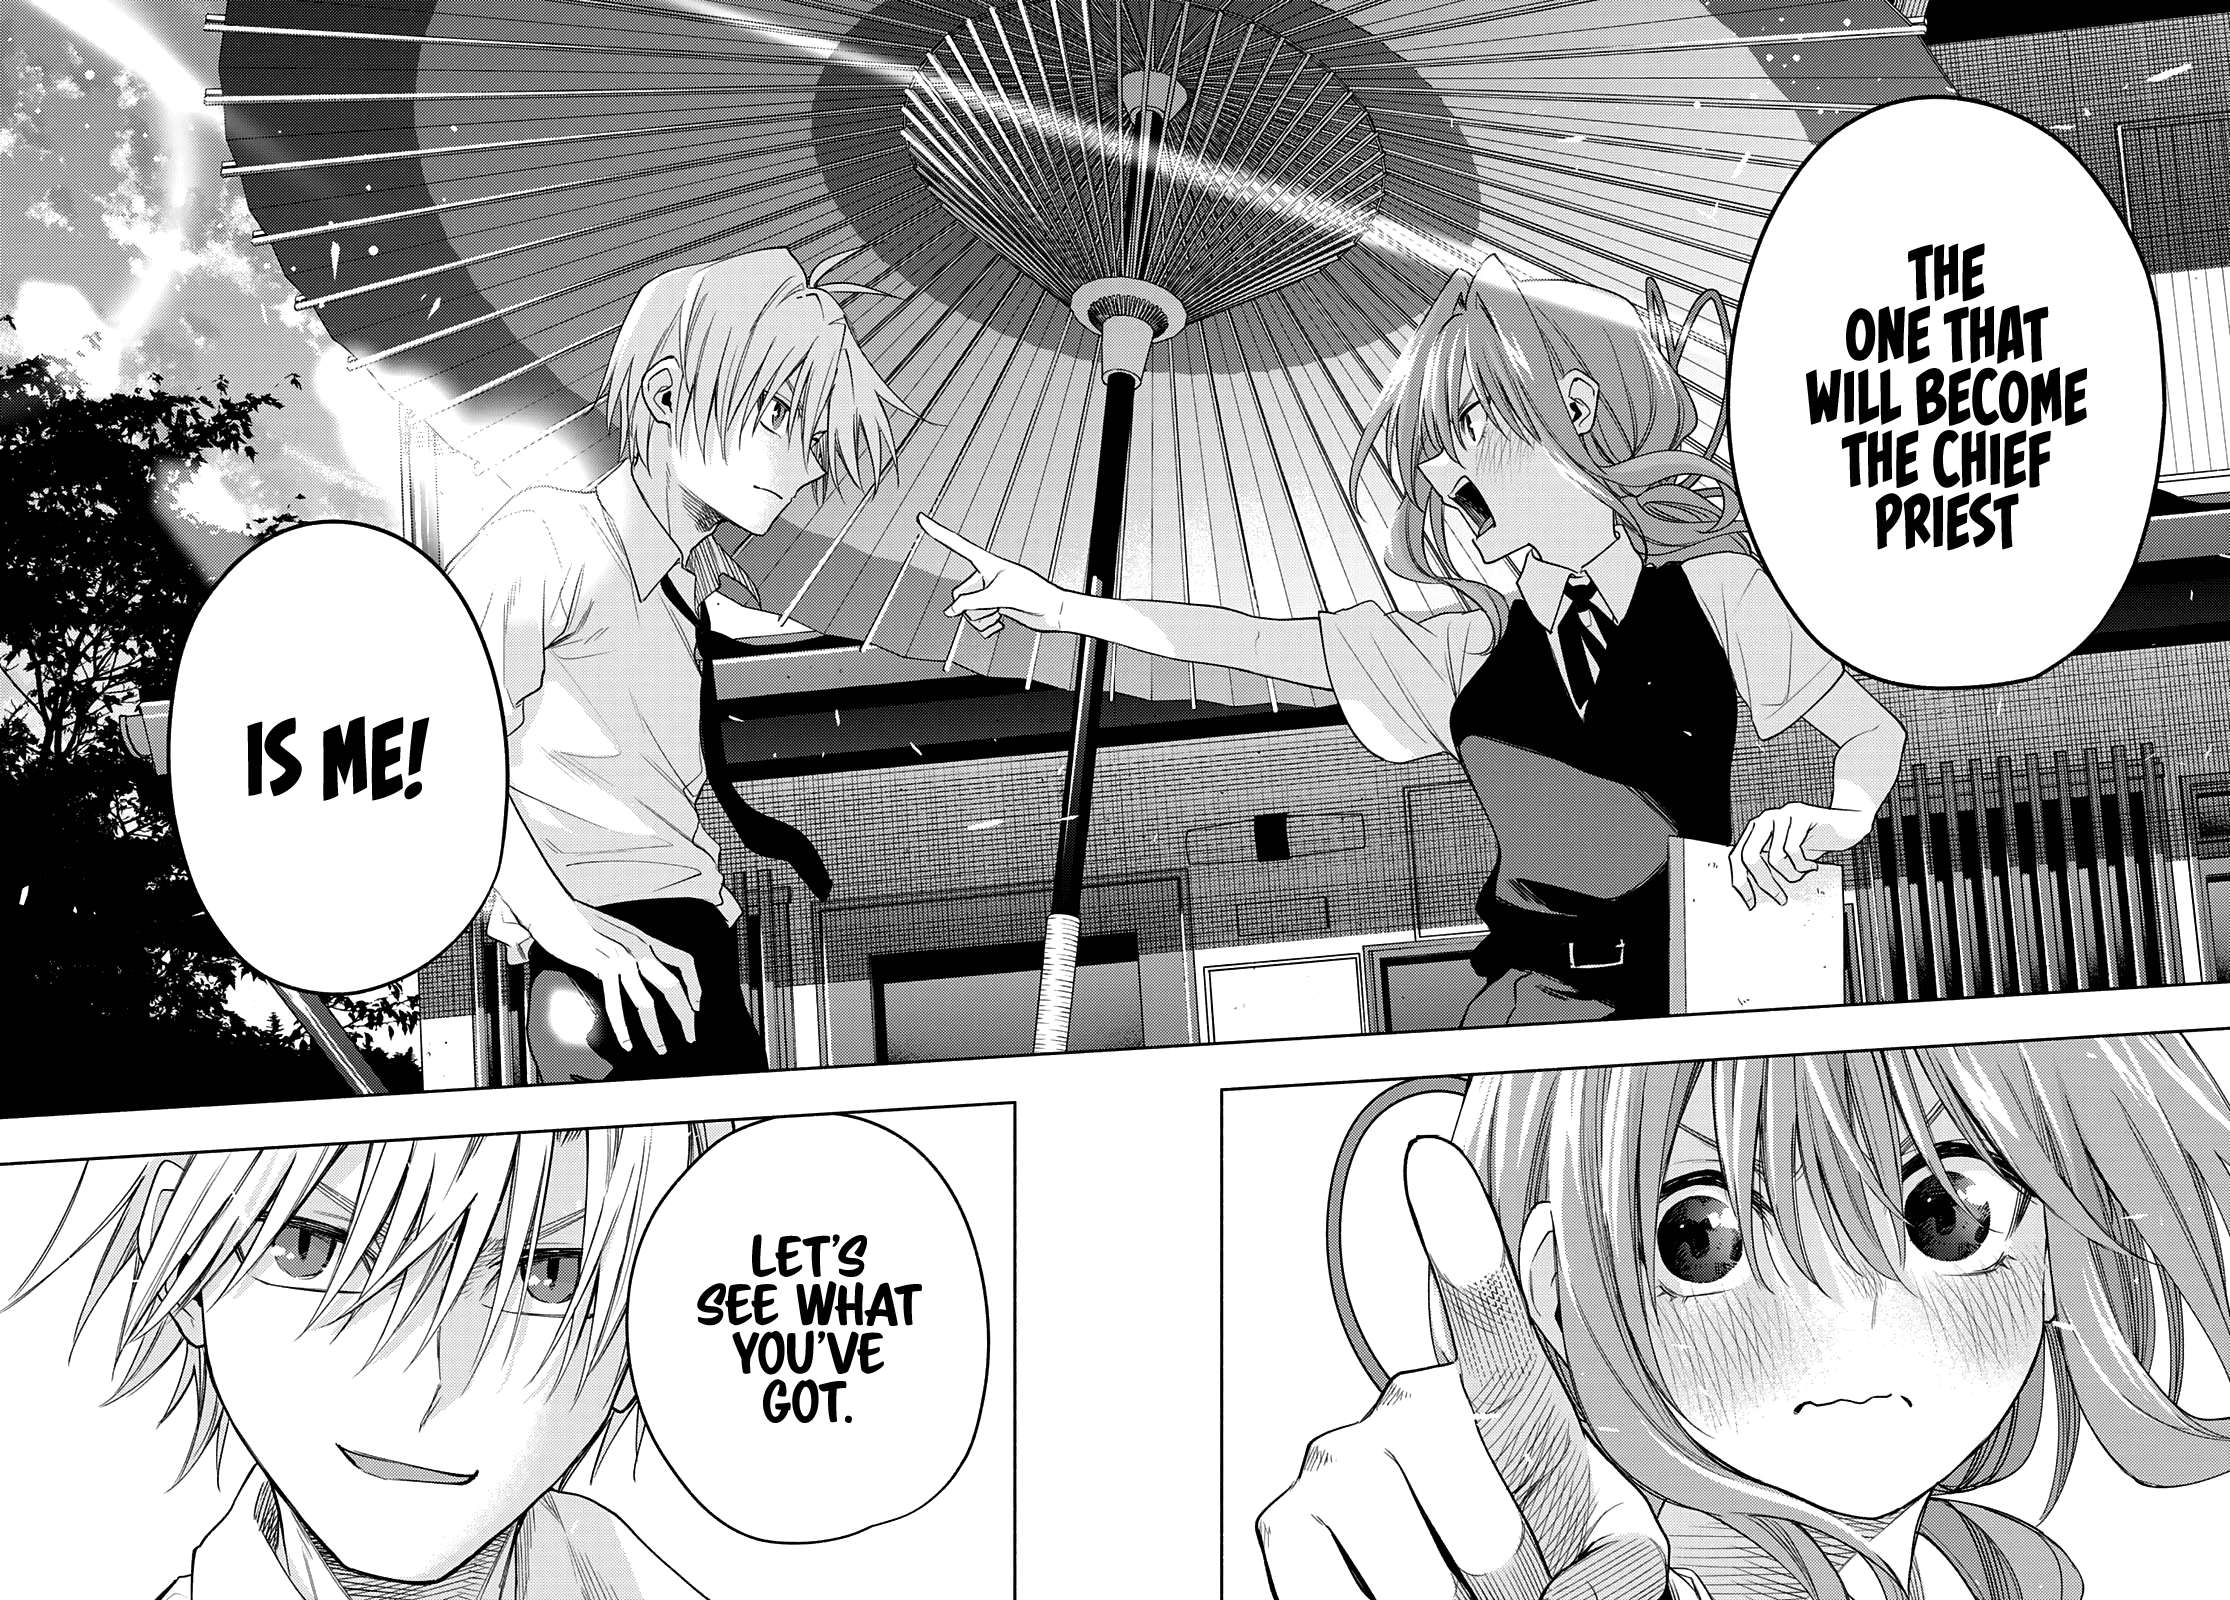 THE
ONE THAT
WILL BECOME
THE CHIEF
PRIEST
IS ME!
LET'S
SEE WHAT
YOU'VE
GOT.